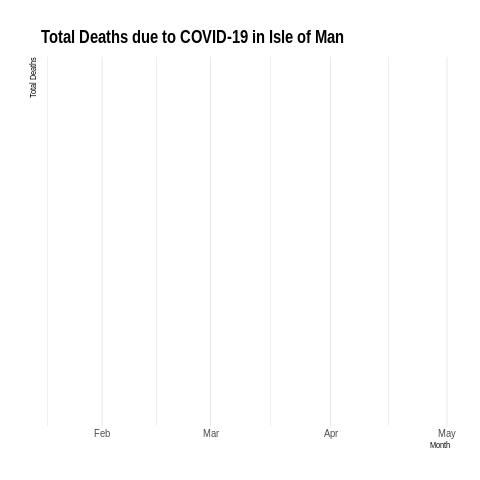 Total Deaths due to COVID-19 in Isle of Man
Total Deaths
Feb Mar Apr May
Month